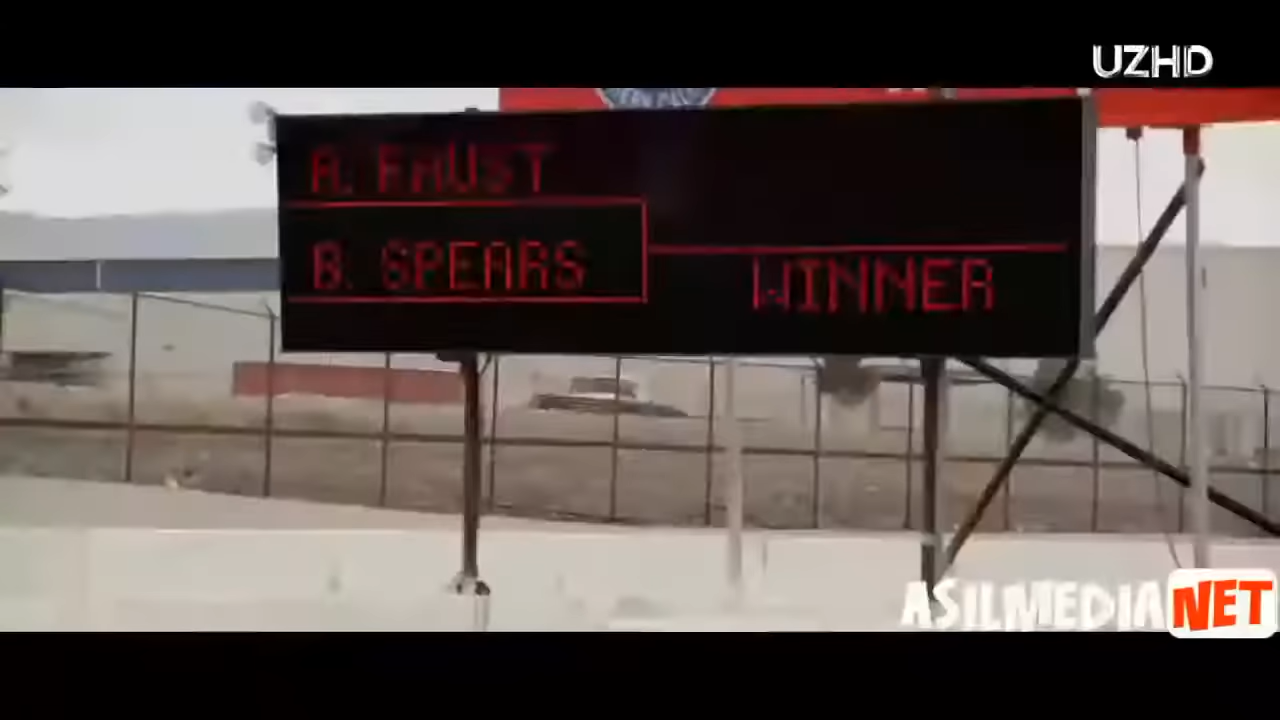 UZHD
A. FAUST
B. SPEARS
WINNER
ASILMEDIA NET